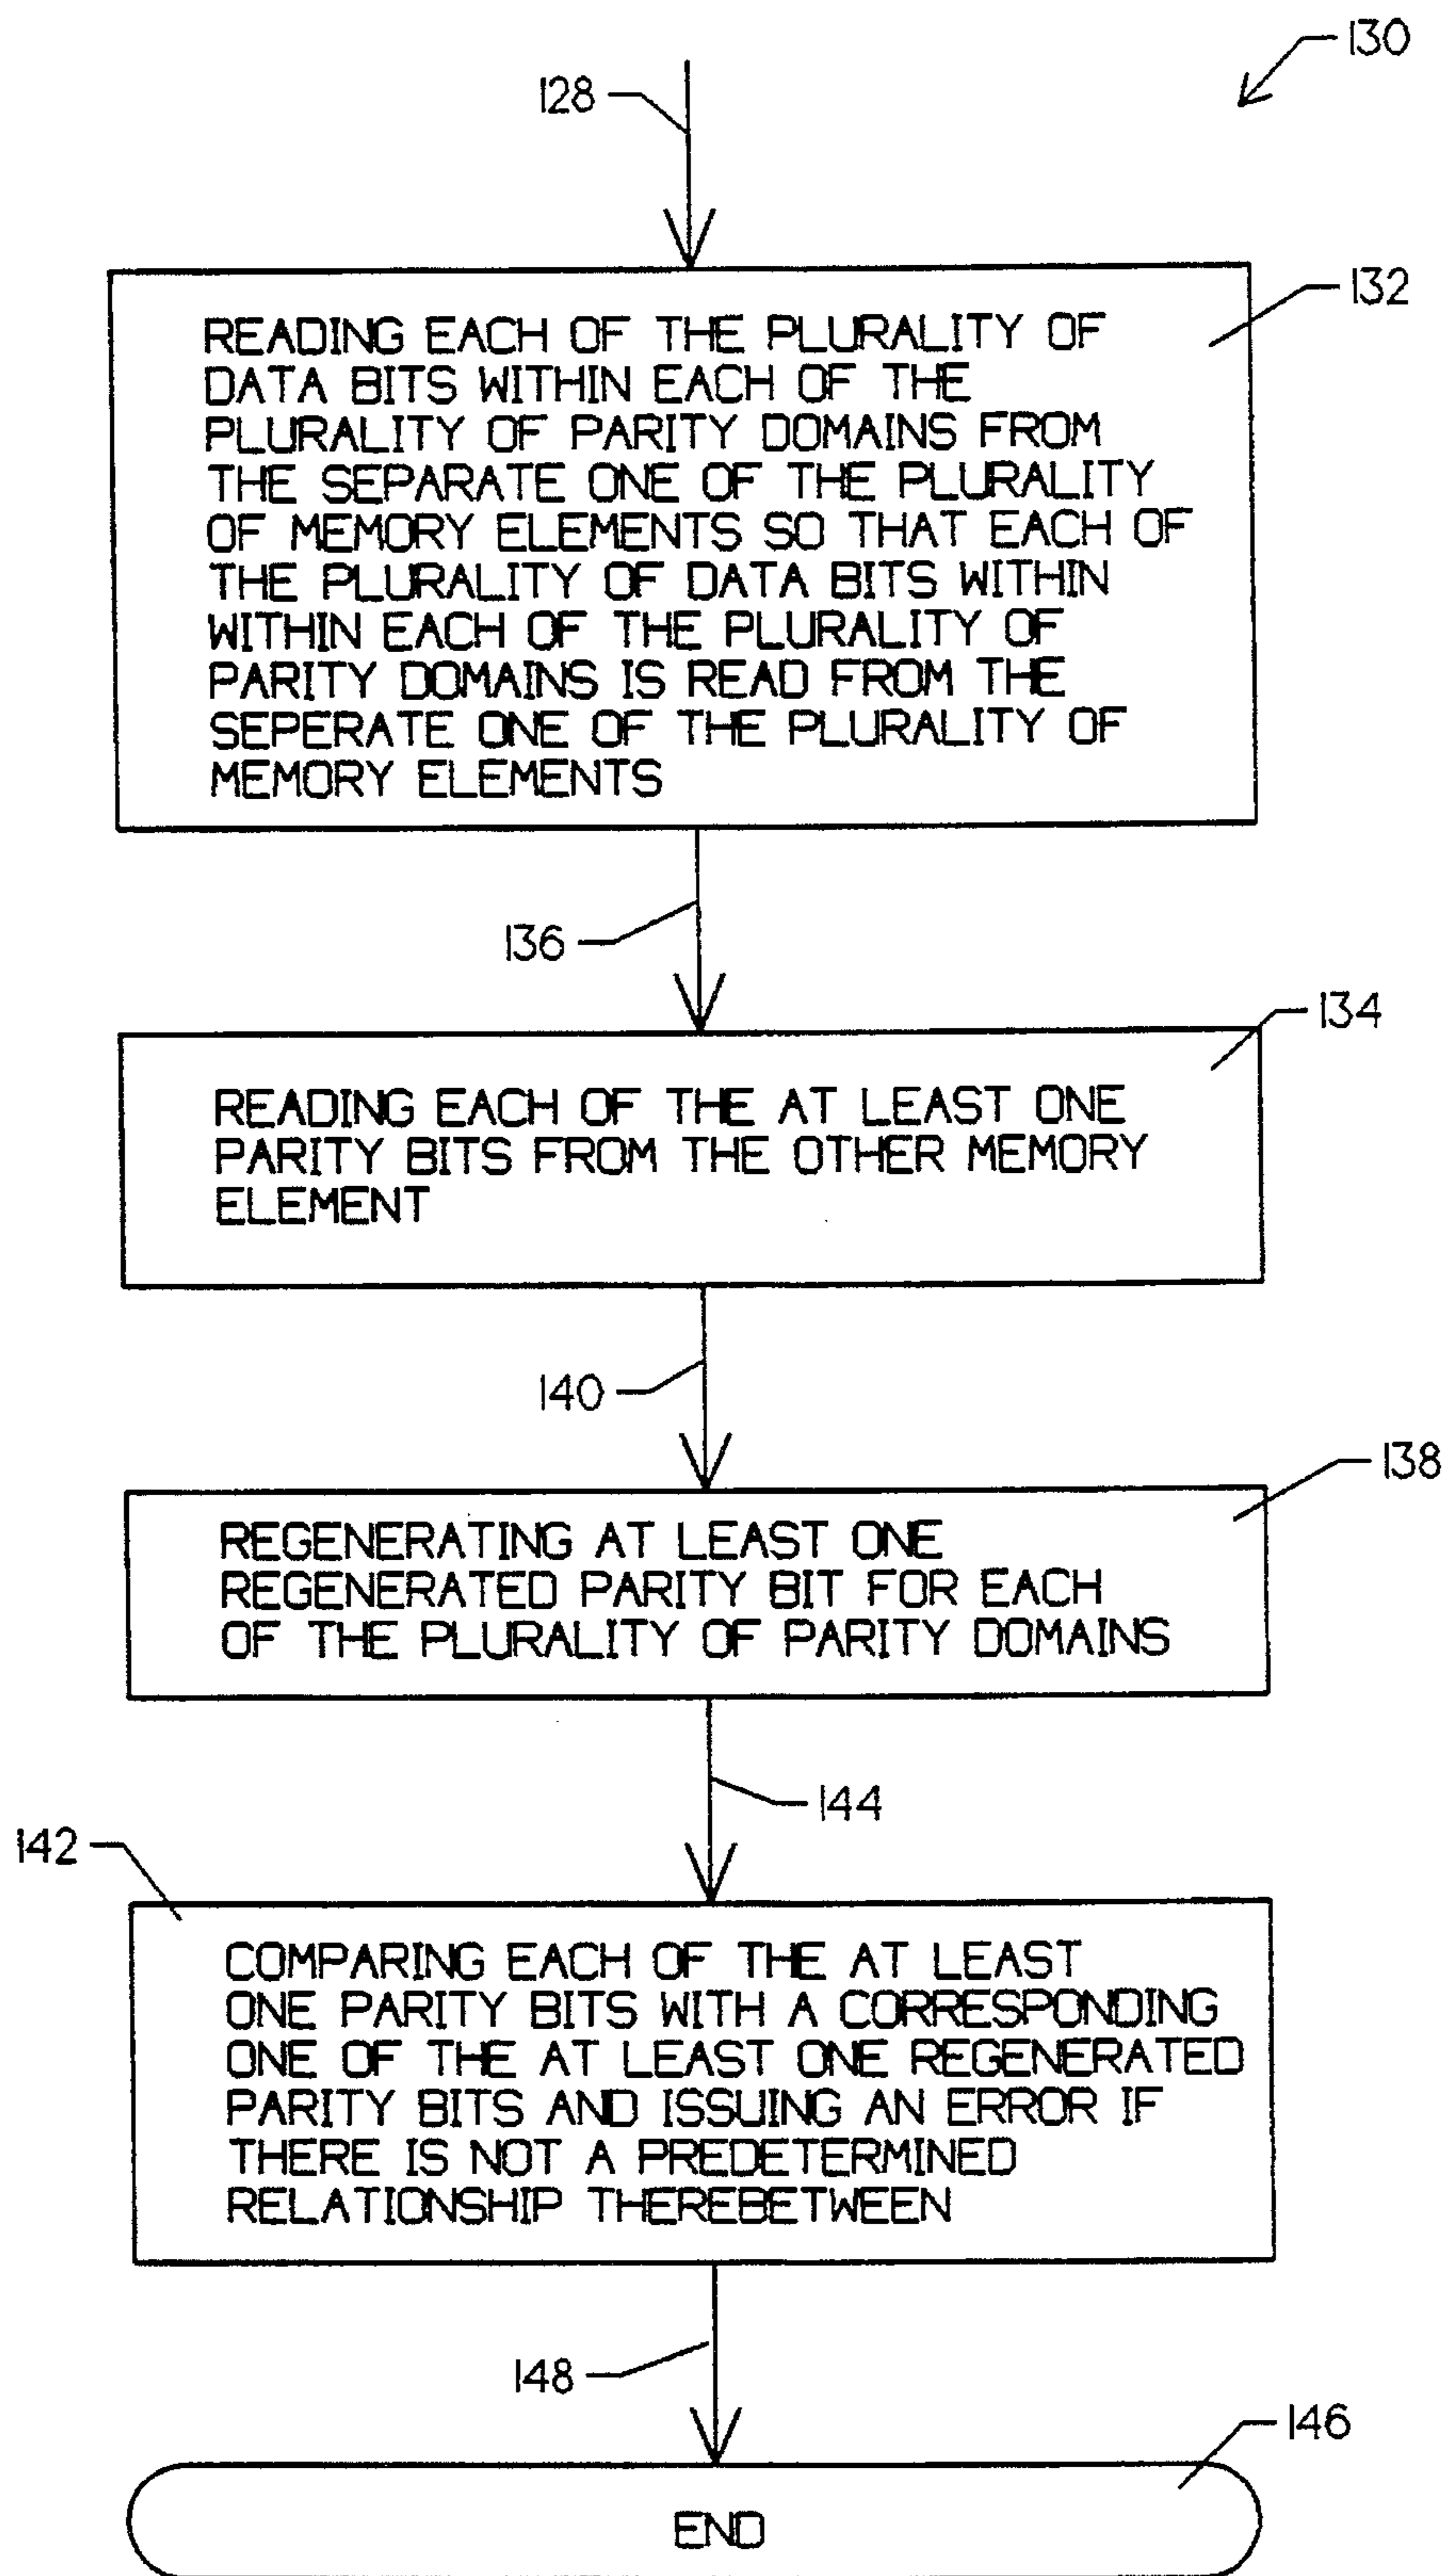 130
128
132
READING EACH OF THE PLURALITY OF
DATA BITS WITHIN EACH OF THE
PLURALITY OF PARITY DOMAINS FROM
THE SEPARATE ONE OF THE PLURALITY
OF MEMORY ELEMENTS SO THAT EACH OF
THE PLURALITY OF DATA BITS WITHIN
WITHIN EACH OF THE PLURALITY OF
PARITY DOMAINS IS READ FROM THE
SEPERATE ONE OF THE PLURALITY OF
MEMORY ELEMENTS
136
134
READING EACH OF THE AT LEAST ONE
PARITY BITS FROM THE OTHER MEMORY
ELEMENT
140
138
REGENERATING AT LEAST ONE
REGENERATED PARITY BIT FOR EACH
OF THE PLURALITY OF PARITY DOMAINS
144
142
COMPARING EACH OF THE AT LEAST
ONE PARITY BITS WITH A CORRESPONDING
ONE OF THE AT LEAST ONE REGENERATED
PARITY BITS AND ISSUING AN ERROR IF
THERE IS NOT A PREDETERMINED
RELATIONSHIP THEREBETWEEN
148
146
END